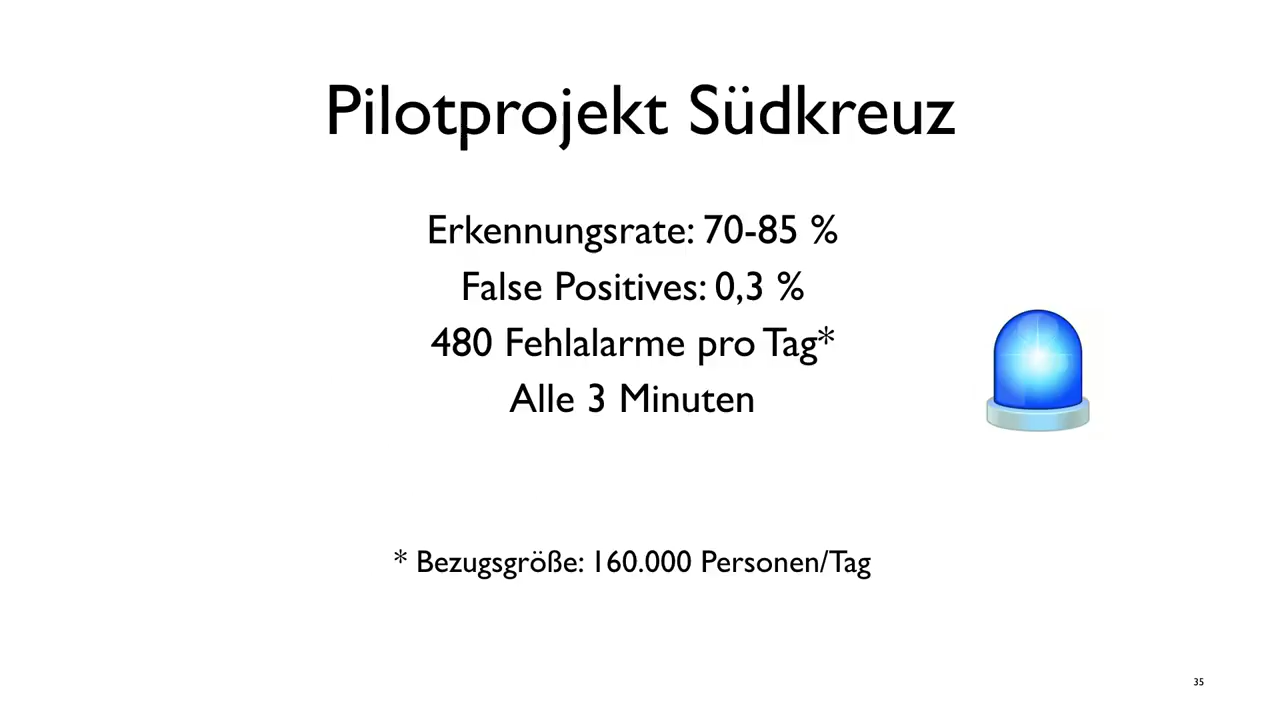 Pilotprojekt Südkreuz
Erkennungsrate: 70-85 %
False Positives: 0,3 %
480 Fehlalarme pro Tag*
Alle 3 Minuten
* Bezugsgröße: 160.000 Personen/Tag
35